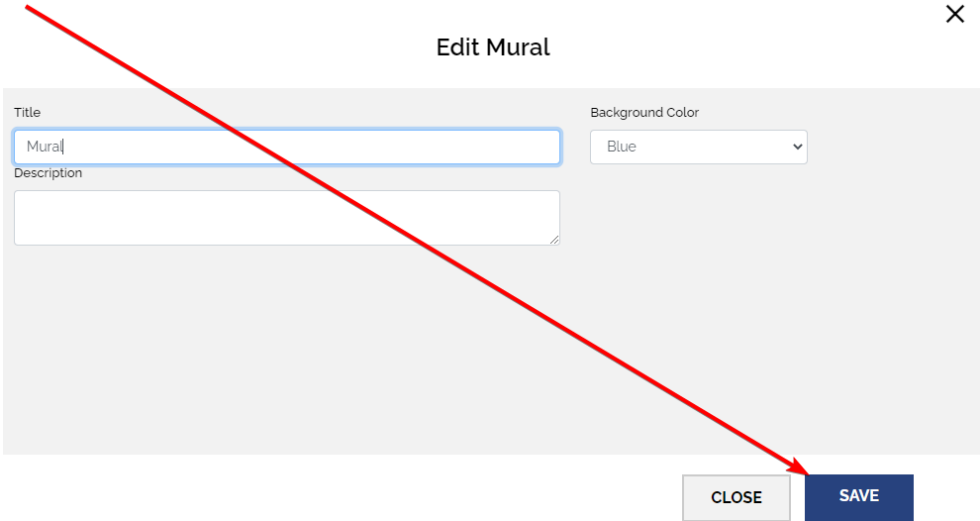 Edit Mural
Title
Background Color
Mural
Blue
Description
CLOSE
SAVE